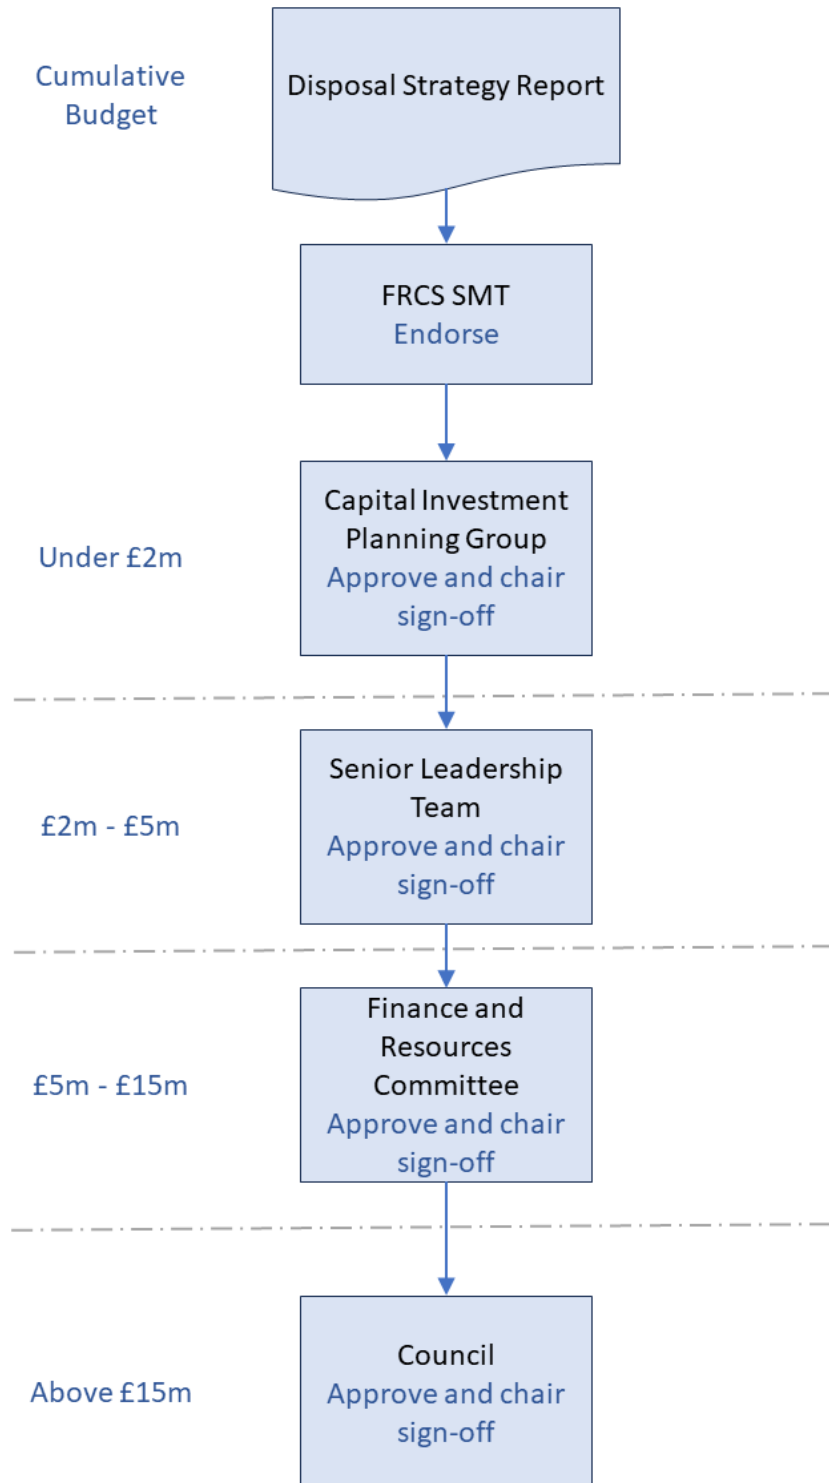 Cumulative
Budget
Disposal Strategy Report
FRCS SMT
Endorse
Under £2m
Capital Investment
Planning Group
Approve and chair
sign-off
£2m - £5m
Senior Leadership
Team
Approve and chair
sign-off
£5m - £15m
Finance and
Resources
Committee
Approve and chair
sign-off
Above £15m
Council
Approve and chair
sign-off